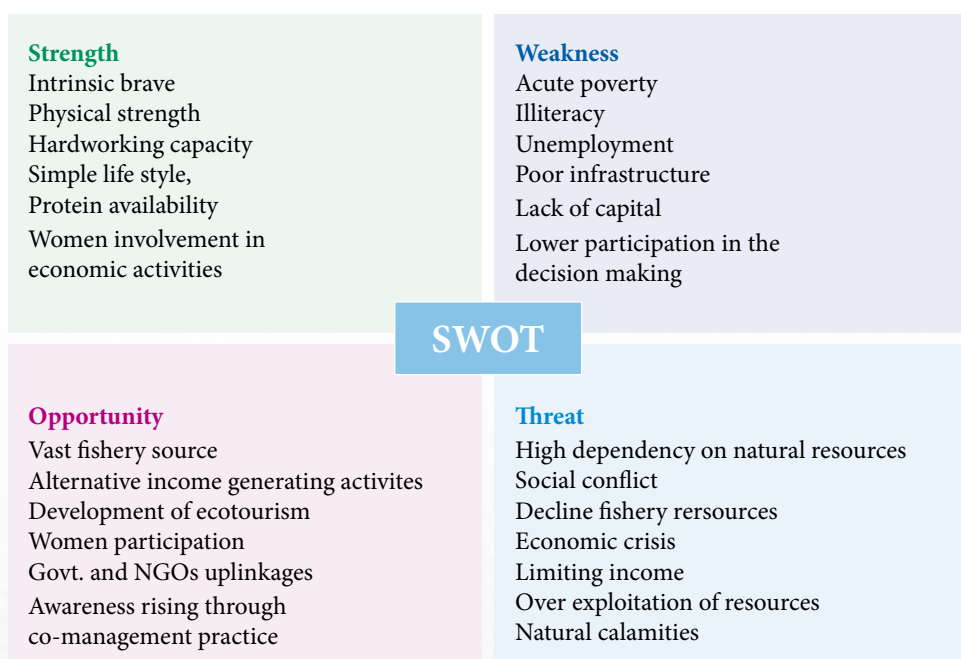 Strength
Intrinsic brave
Physical strength
Hardworking capacity
Simple life style,
Protein availability
Women involvement in
economic activities
Weakness
Acute poverty
Illiteracy
Unemployment
Poor infrastructure
Lack of capital
Lower participation in the
decision making
SWOT
Opportunity
Vast fishery source
Alternative income generating activites
Development of ecotourism
Women participation
Govt. and NGOs uplinkages
Awareness rising through
co-management practice
Threat
High dependency on natural resources
Social conflict
Decline fishery rersources
Economic crisis
Limiting income
Over exploitation of resources
Natural calamities